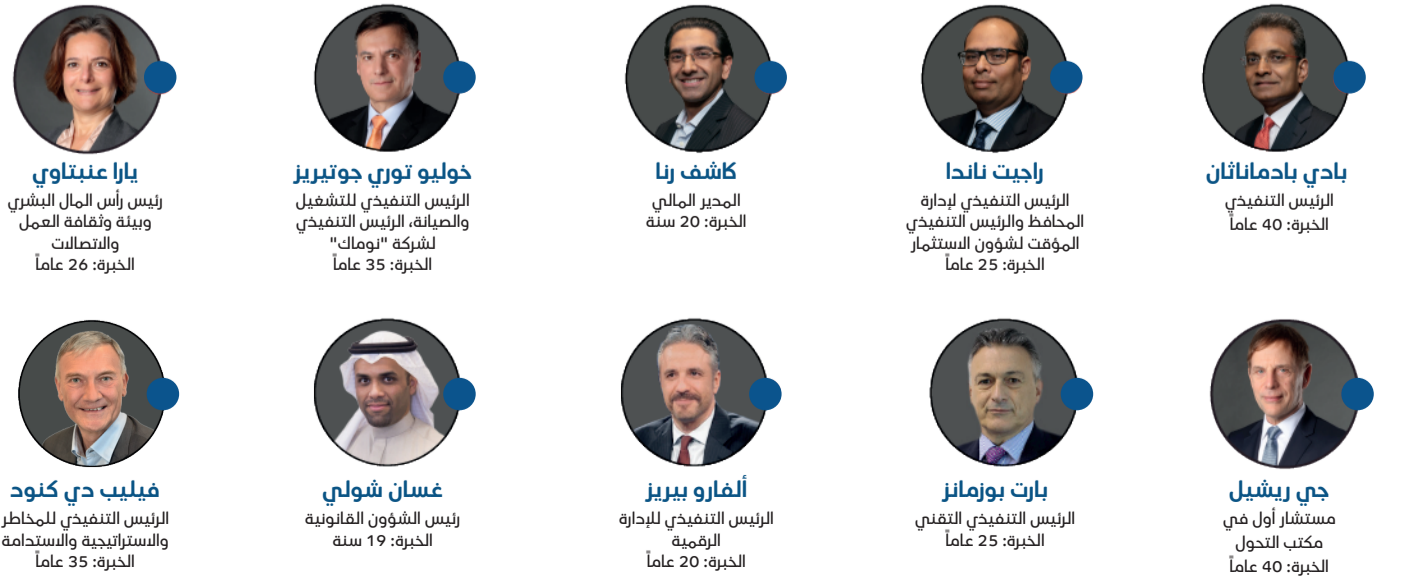 بادي بادماناثان
الرئيس التنفيذي
الخبرة: 40 عاماً
راجيت ناندا
الرئيس التنفيذي لإدارة
المحافظ والرئيس التنفيذي
المؤقت لشؤون الاستثمار
الخبرة: 25 عاماً
كاشف رنا
المدير المالي
الخبرة: 20 سنة
خوليو توري جوتيريز
الرئيس التنفيذي للتشغيل
والصيانة، الرئيس التنفيذي
لشركة "نوماك"
الخبرة: 35 عاماً
يارا عنبتاوي
رئيس رأس المال البشري
وبيئة وثقافة العمل
والاتصالات
الخبرة: 26 عاماً
جي ريشيل
مستشار أول في
مكتب التحول
الخبرة: 40 عاماً
بارت بوزمانز
الرئيس التنفيذي التقني
الخبرة: 25 عاماً
ألفارو بيريز
الرئيس التنفيذي للإدارة
الرقمية
الخبرة: 20 عاماً
غسان شولي
رئيس الشؤون القانونية
الخبرة: 19 سنة
فيليب دي كنود
الرئيس التنفيذي للمخاطر
والاستراتيجية والاستدامة
الخبرة: 35 عاماً